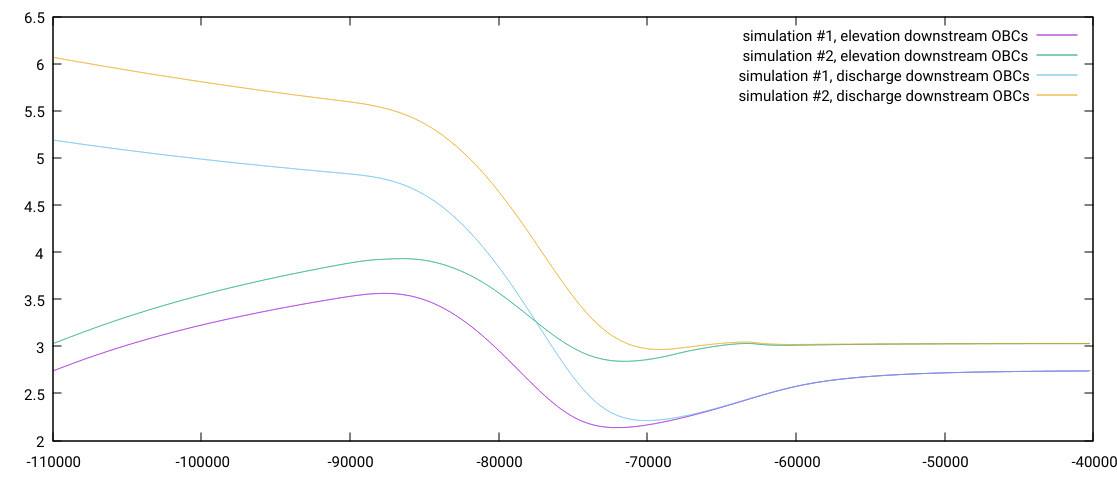 6.5
simulation #1, elevation downstream OBCs
simulation #2, elevation downstream OBCs
simulation #1, discharge downstream OBCs
simulation #2, discharge downstream OBCs
6
5.5
5
4.5
4
3.5
3
2.5
2
-110000 -100000 -90000 -80000 -70000 -60000 -50000 -40000